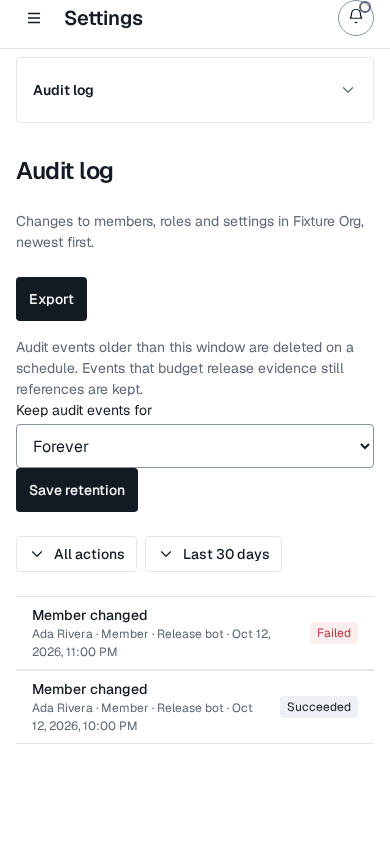 Settings
Audit log
Audit log
Changes to members, roles and settings in Fixture Org,
newest first.
Export
Audit events older than this window are deleted on a
schedule. Events that budget release evidence still
references are kept.
Keep audit events for
Forever
Save retention
All actions
Last 30 days
Member changed
Ada Rivera · Member · Release bot · Oct 12,
2026, 11:00 PM
Failed
Member changed
Ada Rivera · Member · Release bot · Oct
12, 2026, 10:00 PM
Succeeded